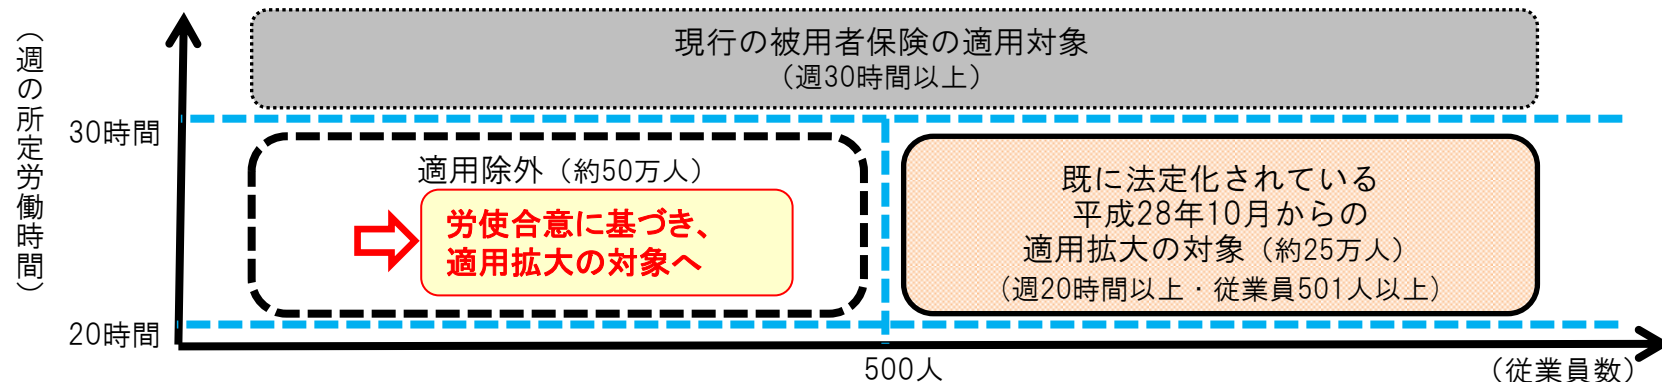 （週の所定労働時間）
現行の被用者保険の適用対象
（週30時間以上）
30時間
適用除外（約50万人）
労使合意に基づき、
適用拡大の対象へ
既に法定化されている
平成28年10月からの
適用拡大の対象（約25万人）
（週20時間以上・従業員501人以上）
20時間
500人
（従業員数）